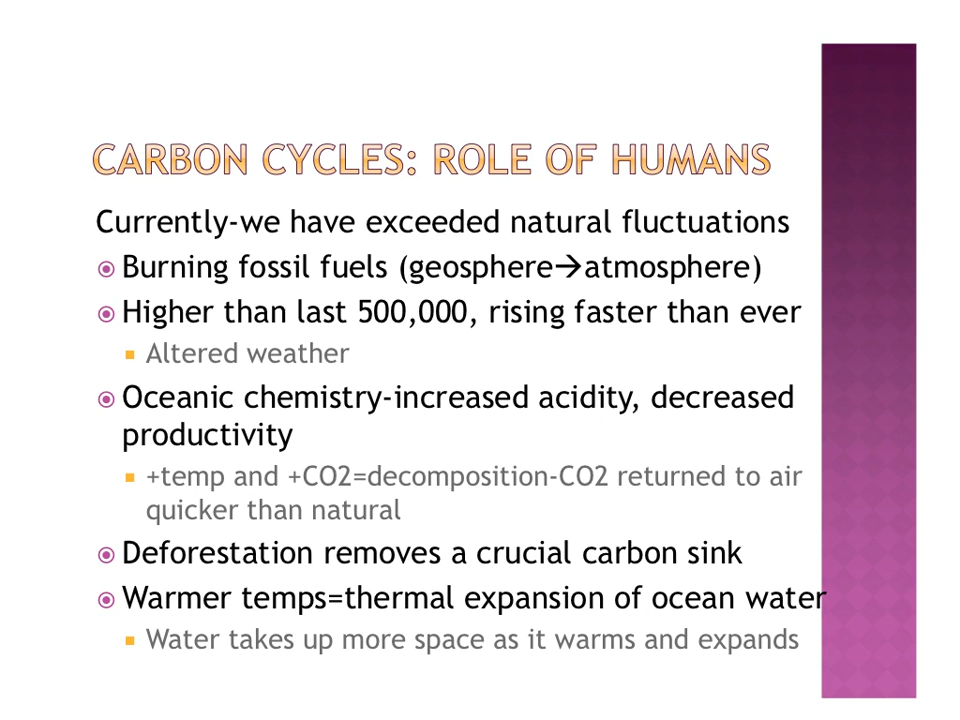 CARBON CYCLES: ROLE OF HUMANS
Currently-we have exceeded natural fluctuations
Burning fossil fuels (geosphere→atmosphere)
Higher than last 500,000, rising faster than ever
Altered weather
Oceanic chemistry-increased acidity, decreased
productivity
+temp and +CO2=decomposition-CO2 returned to air
quicker than natural
Deforestation removes a crucial carbon sink
Warmer temps=thermal expansion of ocean water
Water takes up more space as it warms and expands